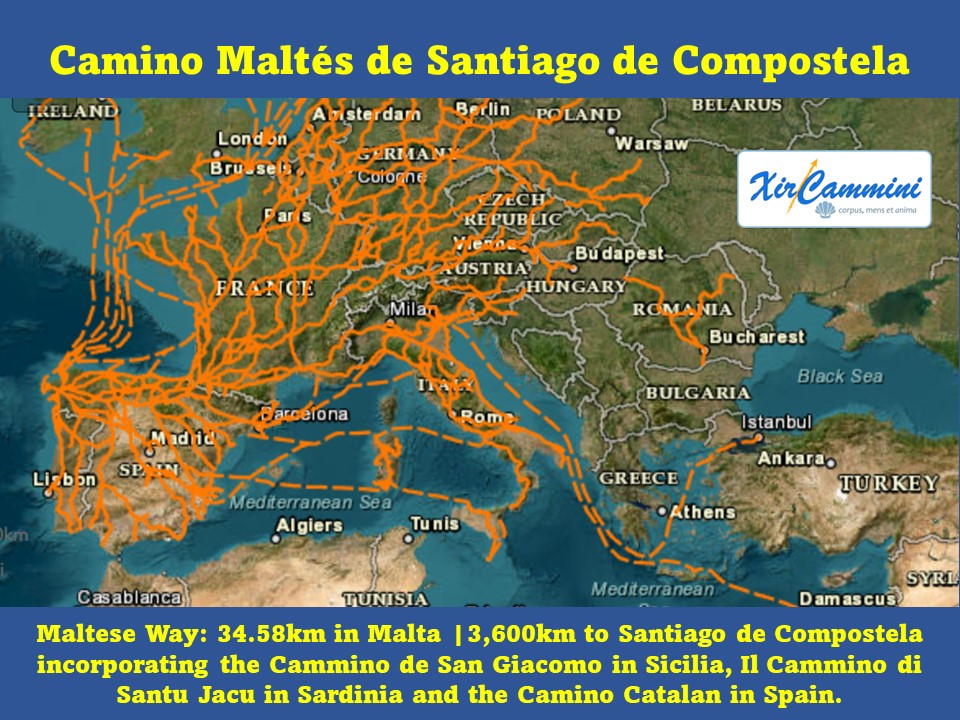 Camino Maltés de Santiago de Compostela
IRELAND
Amsterdam
Berlin
POLAND
BELARUS
London
Warsaw
GERMANY
Brussels
Cologne
XirCammini
corpus, mens et anima
CZECH
REPUBLIC
Paris
Vienna
Budapest
AUSTRIA
FRANCE
HUNGARY
Milan
ROMANIA
Bucharest
Black Sea
ITALY
BULGARIA
Barcelona
Rome
Istanbul
Madrid
Ankara
SPAIN
Lisbon
GREECE
TURKEY
Mediterranean Sea
Athens
Algiers
Tunis
0km
SYRI
Mediterranean
Sea
Casablanca
TUNISIA
Damascus
Maltese Way: 34.58km in Malta |3,600km to Santiago de Compostela
incorporating the Cammino de San Giacomo in Sicilia, Il Cammino di
Santu Jacu in Sardinia and the Camino Catalan in Spain.